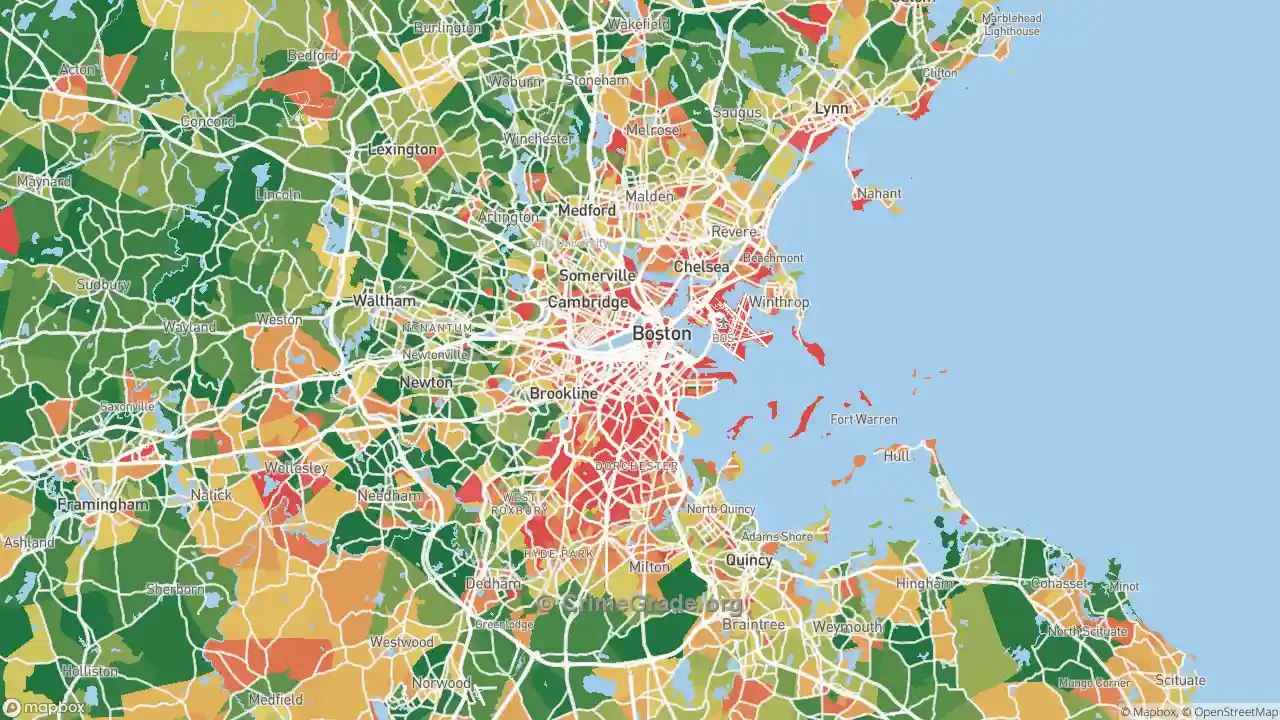 Salem
Marblehead
Lighthouse
Wakefield
Burlington
Bedford
Acton
Woburn
Stoneham
Clifton
Lynn
Saugus
Concord
Melrose
Winchester
Lexington
Maynard
Lincoln
Malden
Nahant
Medford
Arlington
Revere
Tufts University
Beachmont
Chelsea
Somerville
Sudbury
Waltham
Cambridge
Winthrop
Weston
Wayland
NONANTUM
Boston
BOS
Newtonville
Newton
Brookline
Saxonville
Fort Warren
Hull
DORCHESTER
Wellesley
Natick
Needham
WEST
ROXBURY
Framingham
North Quincy
Adams Shore
Ashland
HYDE PARK
Quincy
Milton
Dedham
Hingham
Cohasset
Minot
Sherborn
© CrimeGrade.org
Greenlodge
Braintree
Weymouth
North Scituate
Westwood
Holliston
Norwood
Mungo Corner
Scituate
Medfield
mapbox
© Mapbox, © OpenStreetMap